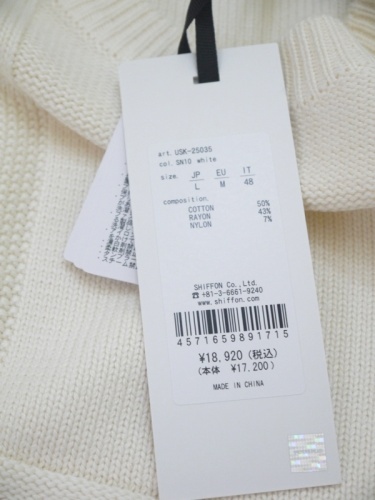 art. USK-25035
col. SN10 white
size. JP EU IT
L M 48
composition.
COTTON 50%
RAYON 43%
NYLON 7%
SHIFFON Co., Ltd.
☎+81-3-6661-9240
www.shiffon.com
4571659891715
¥18,920(税込)
(本体 ¥17,200)
MADE IN CHINA